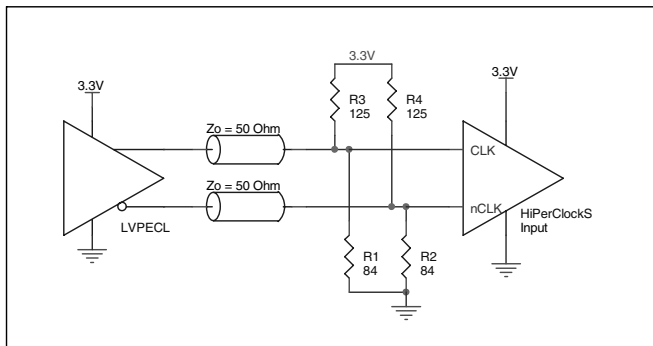 3.3V
3.3V
3.3V
R3
125
R4
125
Zo = 50 Ohm
CLK
Zo = 50 Ohm
nCLK
HiPerClockS
Input
LVPECL
R1
84
R2
84